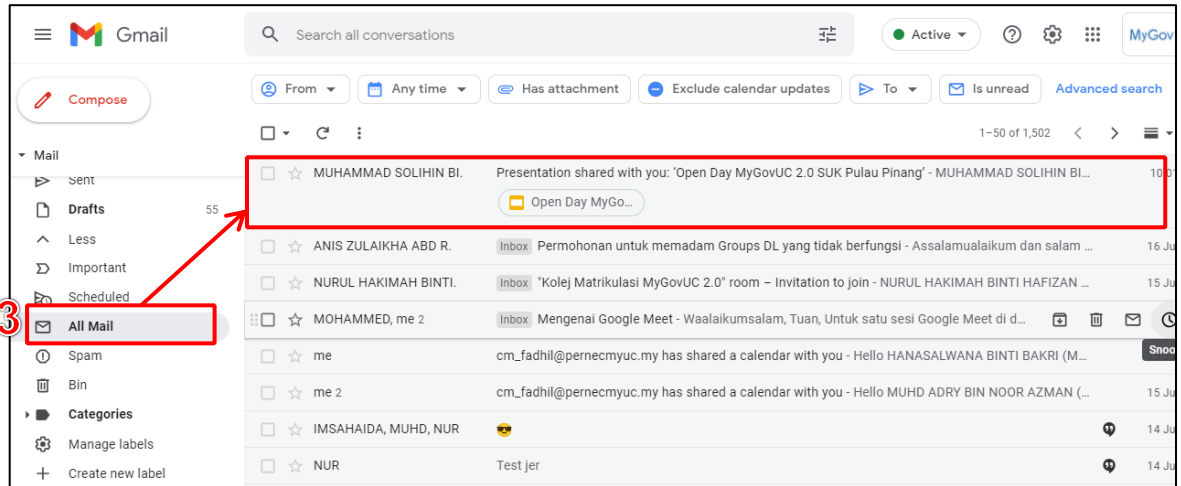 Gmail
Search all conversations
Active
MyGov
Compose
From
Any time
Has attachment
Exclude calendar updates
To
Is unread
Advanced search
1–50 of 1,502
Mail
Sent
Drafts 55
Less
Important
Scheduled
3
All Mail
Spam
Bin
Categories
Manage labels
Create new label
MUHAMMAD SOLIHIN BI. Presentation shared with you: 'Open Day MyGovUC 2.0 SUK Pulau Pinang' - MUHAMMAD SOLIHIN BI...
Open Day MyGo...
ANIS ZULAIKHA ABD R. Inbox Permohonan untuk memadam Groups DL yang tidak berfungsi - Assalamualaikum dan salam ... 16 Ju
NURUL HAKIMAH BINTI. Inbox "Kolej Matrikulasi MyGovUC 2.0" room – Invitation to join - NURUL HAKIMAH BINTI HAFIZAN ... 15 Ju
MOHAMMED, me 2 Inbox Mengenai Google Meet - Waalaikumsalam, Tuan, Untuk satu sesi Google Meet di d...
Snoo
me cm_fadhil@pernecmyuc.my has shared a calendar with you - Hello HANASALWANA BINTI BAKRI (M...
me 2 cm_fadhil@pernecmyuc.my has shared a calendar with you - Hello MUHD ADRY BIN NOOR AZMAN (... 15 Ju
IMSAHAIDA, MUHD, NUR 😎 14 Ju
NUR Test jer 14 Ju